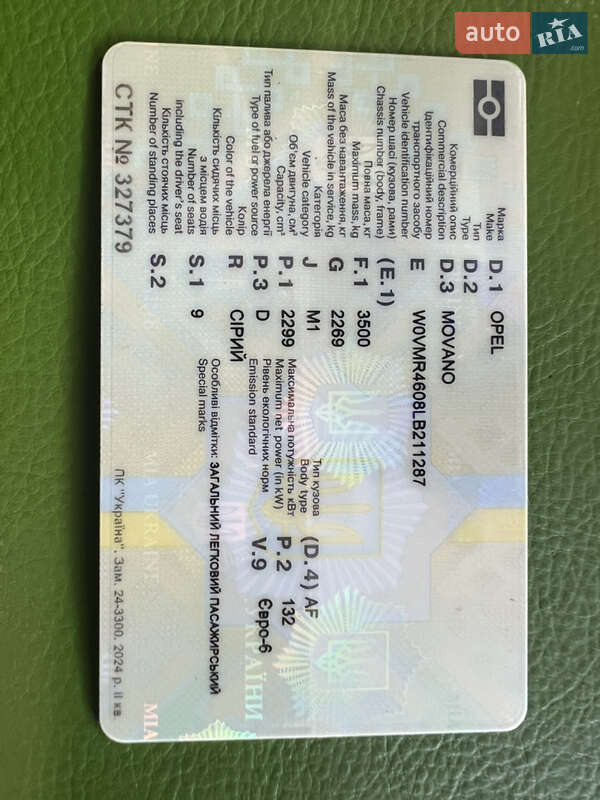 auto RIA.com
Марка
Make D.1 OPEL
Тип
Type D.2
Комерційний опис
Commercial description D.3 MOVANO
Ідентифікаційний номер
транспортного засобу
Vehicle identification number E W0VMR4608LB211287
Номер шасі (кузова, рами)
Chassis number (body, frame) (E.1)
Повна маса, кг
Maximum mass, kg F.1 3500
Маса без навантаження, кг
Mass of the vehicle in service, kg G 2269
Категорія
Vehicle category J M1
Тип кузова
Body type (D.4) AF
Об'єм двигуна, см³
Capacity, cm³ P.1 2299
Максимальна потужність кВт
Maximum net power (in kW) P.2 132
Тип палива або джерела енергії
Type of fuel or power source P.3 D
Рівень екологічних норм
Emission standard V.9 Євро-6
Колір
Color of the vehicle R СІРИЙ
Кількість сидячих місць
з місцем водія
Number of seats
including the driver's seat S.1 9
Особливі відмітки: ЗАГАЛЬНИЙ ЛЕГКОВИЙ ПАСАЖИРСЬКИЙ
Special marks
Кількість стоячих місць
Number of standing places S.2
СТК № 327379
ПК "Україна", Зам. 24-3300. 2024 р. II кв.